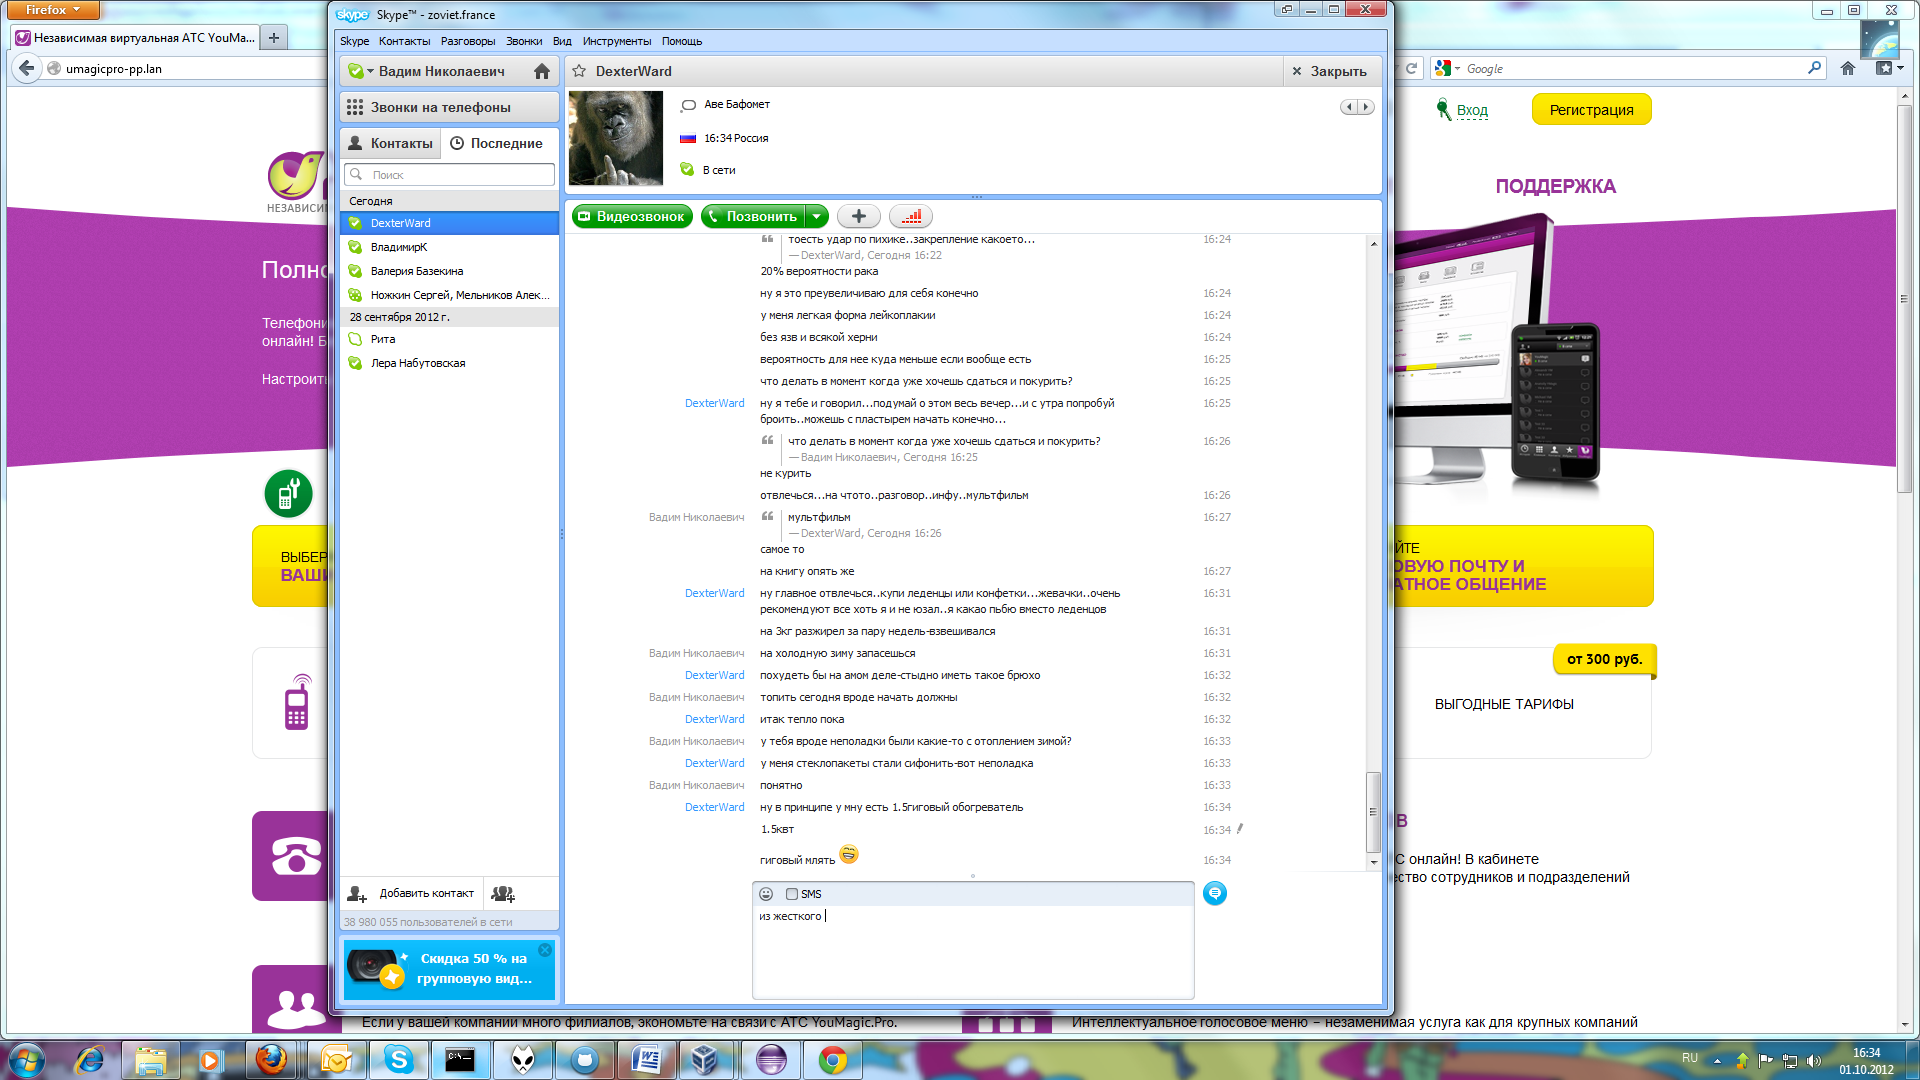 Firefox
Skype™ - zoviet.france
Независимая виртуальная АТС YouMa...
umagicpro-pp.lan
Google
Skype Контакты Разговоры Звонки Вид Инструменты Помощь
Вадим Николаевич
Звонки на телефоны
Контакты
Последние
Поиск
Сегодня
DexterWard
ВладимирК
Валерия Базекина
Ножкин Сергей, Мельников Алек...
28 сентября 2012 г.
Рита
Лера Набутовская
Добавить контакт
38 980 055 пользователей в сети
Скидка 50 % на
групповую вид...
DexterWard
Закрыть
Аве Бафомет
16:34 Россия
В сети
Видеозвонок
Позвонить
тоесть удар по пихике..закрепление какоето... 16:24
— DexterWard, Сегодня 16:22
20% вероятности рака
ну я это преувеличиваю для себя конечно 16:24
у меня легкая форма лейкоплакии 16:24
без язв и всякой херни 16:24
вероятность для нее куда меньше если вообще есть 16:25
что делать в момент когда уже хочешь сдаться и покурить? 16:25
DexterWard ну я тебе и говорил...подумай о этом весь вечер...и с утра попробуй 16:25
броить..можешь с пластырем начать конечно...
что делать в момент когда уже хочешь сдаться и покурить? 16:26
— Вадим Николаевич, Сегодня 16:25
не курить
отвлечься...на чтото..разговор..инфу..мультфильм 16:26
Вадим Николаевич мультфильм 16:27
— DexterWard, Сегодня 16:26
самое то
на книгу опять же 16:27
DexterWard ну главное отвлечься..купи леденцы или конфетки...жевачки..очень 16:31
рекомендуют все хоть я и не юзал..я какао пьбю вместо леденцов
на 3кг разжирел за пару недель-взвешивался 16:31
Вадим Николаевич на холодную зиму запасешься 16:31
DexterWard похудеть бы на амом деле-стыдно иметь такое брюхо 16:32
Вадим Николаевич топить сегодня вроде начать должны 16:32
DexterWard итак тепло пока 16:32
Вадим Николаевич у тебя вроде неполадки были какие-то с отоплением зимой? 16:33
DexterWard у меня стеклопакеты стали сифонить-вот неполадка 16:33
Вадим Николаевич понятно 16:33
DexterWard ну в принципе у мну есть 1.5гиговый обогреватель 16:34
1.5квт 16:34
гиговый млять 16:34
SMS
из жесткого
Вход
Регистрация
НЕЗАВИСИ
ПОДДЕРЖКА
Полно
Телефони
онлайн! Б
Настроить
ВЫБЕР
ВАШИ
ЙТЕ
ОВУЮ ПОЧТУ И
АТНОЕ ОБЩЕНИЕ
от 300 руб.
ВЫГОДНЫЕ ТАРИФЫ
В
С онлайн! В кабинете
ество сотрудников и подразделений
Если у вашей компании много филиалов, экономьте на связи с АТС YouMagic.Pro.
Интеллектуальное голосовое меню – незаменимая услуга как для крупных компаний
RU
16:34
01.10.2012